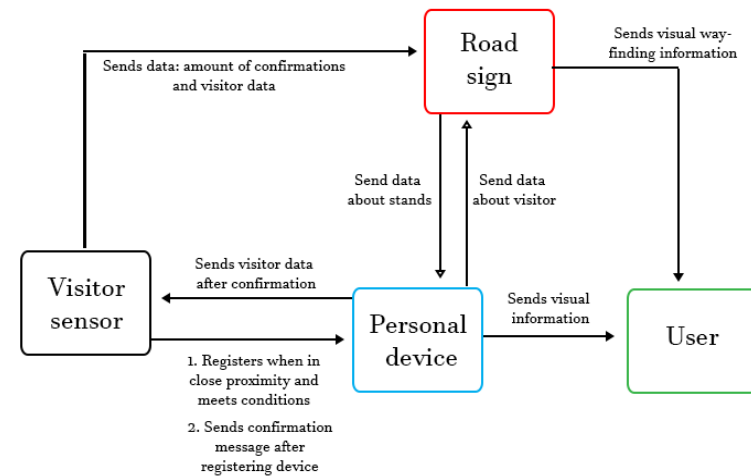 Road
sign
Sends visual way-
finding information
Sends data: amount of confirmations
and visitor data
Send data
about stands
Send data
about visitor
Visitor
sensor
Sends visitor data
after confirmation
Personal
device
Sends visual
information
User
1. Registers when in
close proximity and
meets conditions
2. Sends confirmation
message after
registering device